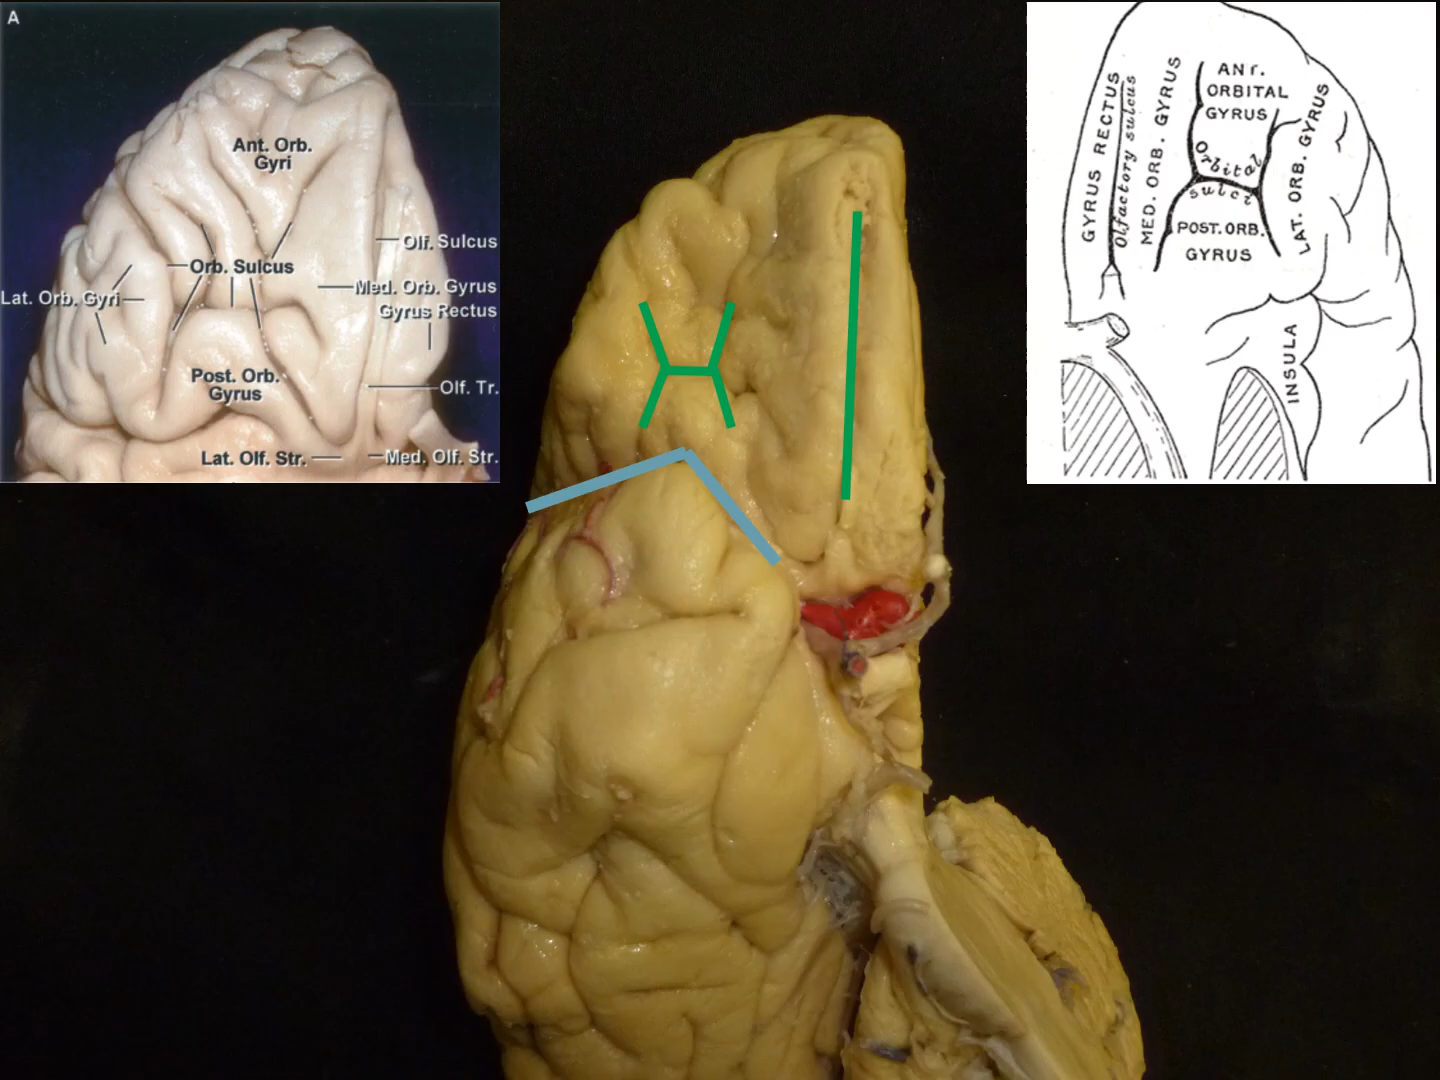 A
Ant. Orb.
Gyri
Olf. Sulcus
Orb. Sulcus
Med. Orb. Gyrus
Lat. Orb. Gyri
Gyrus Rectus
Post. Orb.
Gyrus
Olf. Tr.
Lat. Olf. Str.
Med. Olf. Str.
GYRUS RECTUS
Olfactory sulcus
MED. ORB. GYRUS
ANT.
ORBITAL
GYRUS
Orbital
sulci
LAT. ORB. GYRUS
POST. ORB.
GYRUS
INSULA